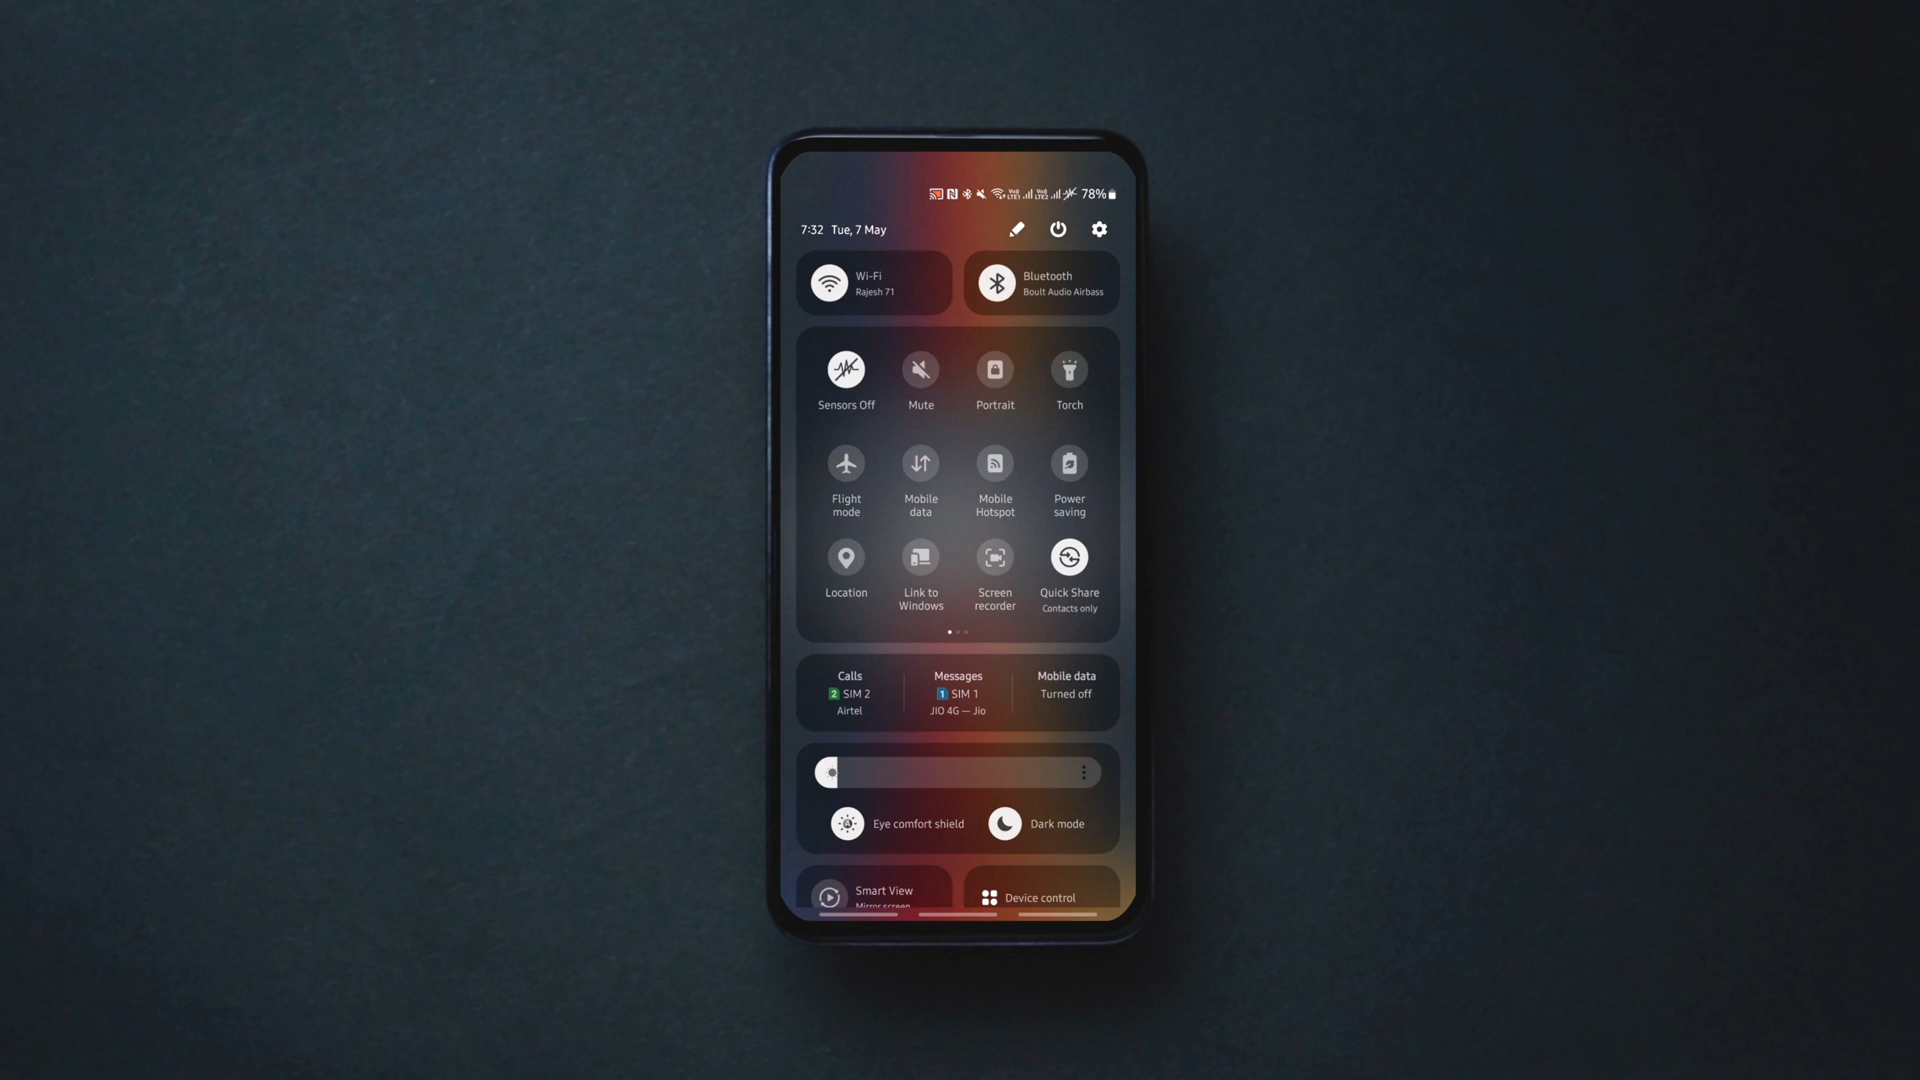 78%
7:32 Tue, 7 May
Wi-Fi
Rajesh 71
Bluetooth
Boult Audio Airbass
Sensors Off
Mute
Portrait
Torch
Flight
mode
Mobile
data
Mobile
Hotspot
Power
saving
Location
Link to
Windows
Screen
recorder
Quick Share
Contacts only
Calls
2 SIM 2
Airtel
Messages
1 SIM 1
JIO 4G — Jio
Mobile data
Turned off
Eye comfort shield
Dark mode
Smart View
Mirror screen
Device control